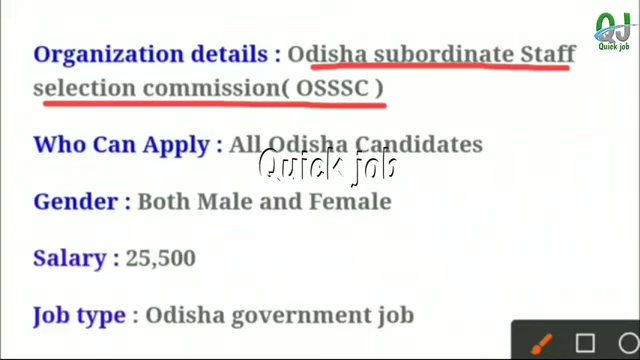 QJ
Quick job
Organization details : Odisha subordinate Staff
selection commission( OSSSC )
Who Can Apply : All Odisha Candidates
Quick job
Gender : Both Male and Female
Salary : 25,500
Job type : Odisha government job